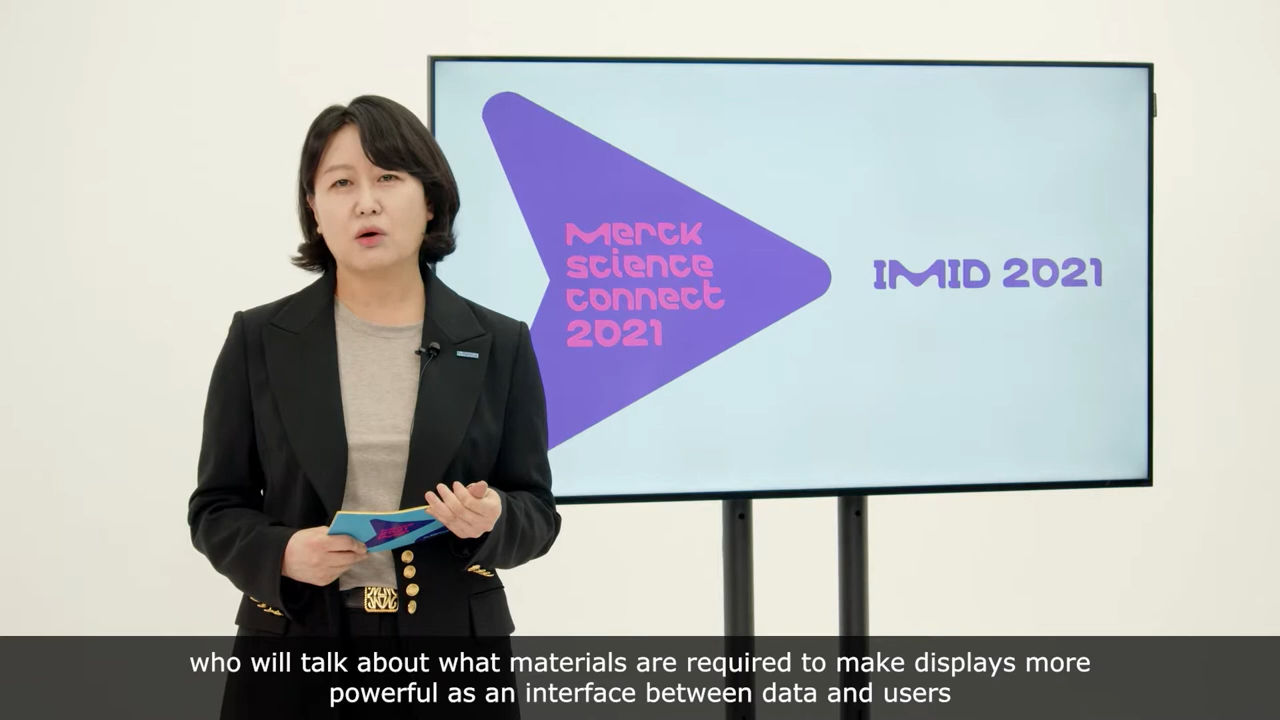 Merck
science
connect
2021
IMID 2021
who will talk about what materials are required to make displays more
powerful as an interface between data and users